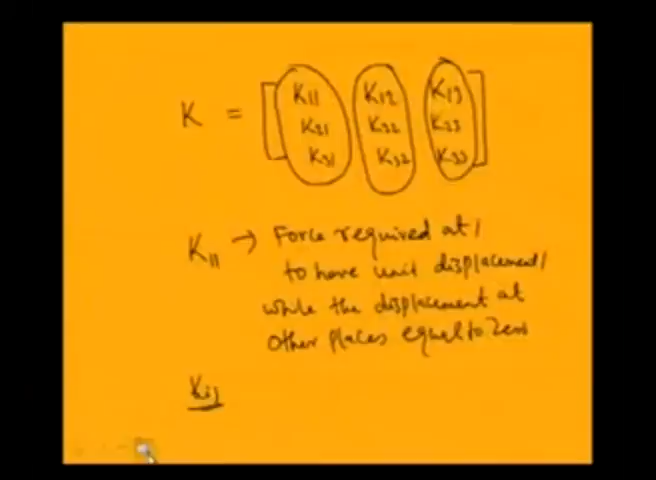 K = [ K11 K12 K13
K21 K22 K23
K31 K32 K33 ]
K11 → Force required at 1
to have unit displacement 1
while the displacement at
other places equal to zero
Kij